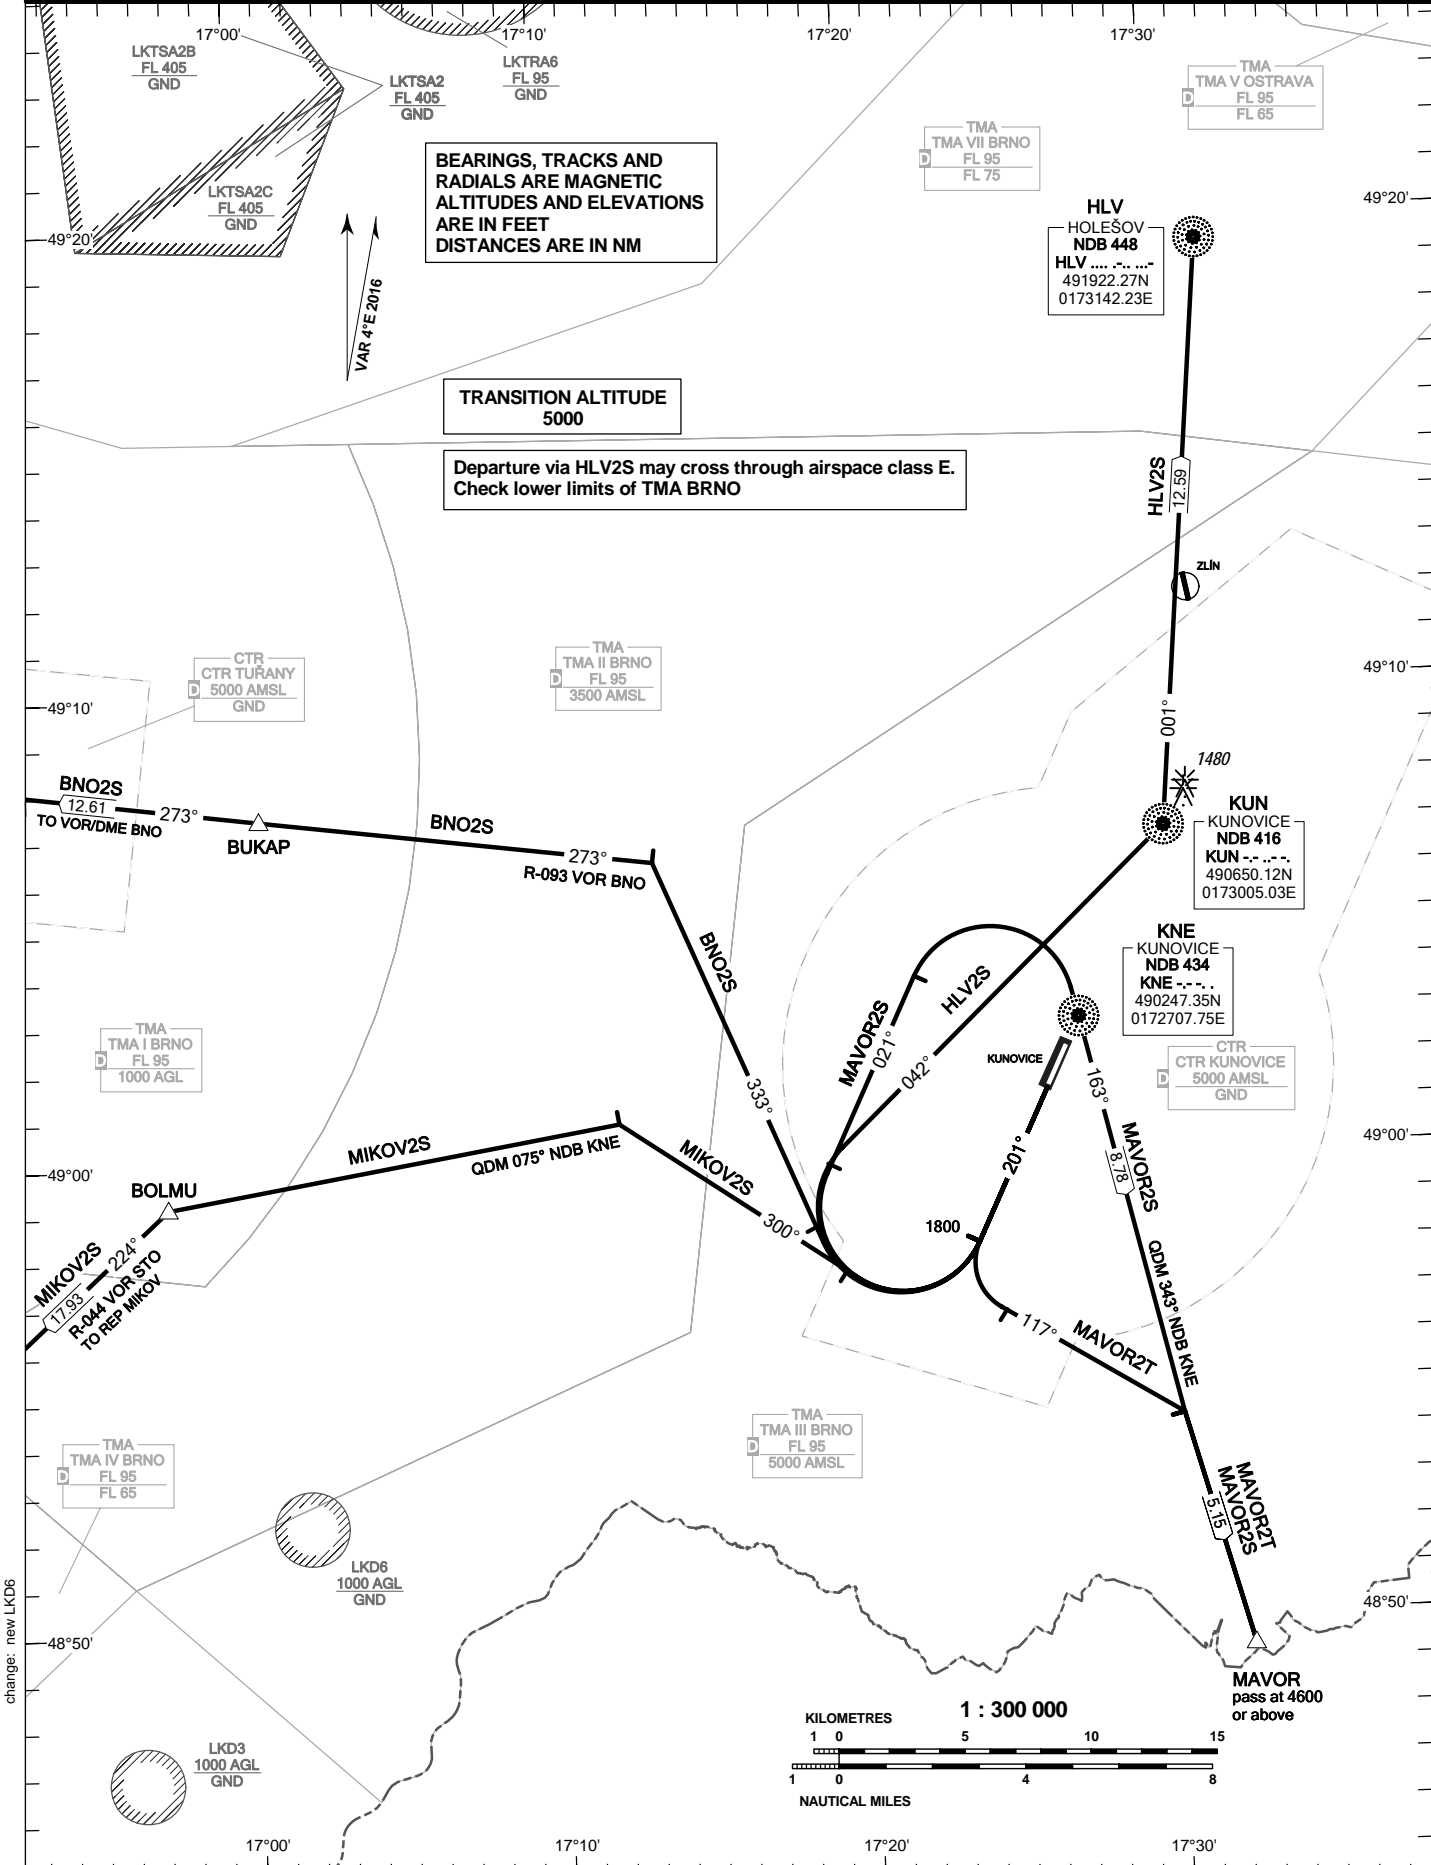 17°00'
17°10'
17°20'
17°30'
LKTSA2B
FL 405
GND
LKTSA2
FL 405
GND
LKTRA6
FL 95
GND
TMA
TMA V OSTRAVA
D
FL 95
FL 65
TMA
TMA VII BRNO
D
FL 95
FL 75
BEARINGS, TRACKS AND
RADIALS ARE MAGNETIC
ALTITUDES AND ELEVATIONS
ARE IN FEET
DISTANCES ARE IN NM
LKTSA2C
FL 405
GND
49°20'
49°20'
HLV
HOLEŠOV
NDB 448
HLV .... .-.. ...-
491922.27N
0173142.23E
VAR 4°E 2016
TRANSITION ALTITUDE
5000
Departure via HLV2S may cross through airspace class E.
Check lower limits of TMA BRNO
HLV2S
12.59
ZLÍN
CTR
CTR TUŘANY
D
5000 AMSL
GND
TMA
TMA II BRNO
D
FL 95
3500 AMSL
49°10'
49°10'
001°
1480
BNO2S
12.61
273°
TO VOR/DME BNO
BUKAP
BNO2S
273°
R-093 VOR BNO
KUN
KUNOVICE
NDB 416
KUN -.- ..- -.
490650.12N
0173005.03E
BNO2S
333°
KNE
KUNOVICE
NDB 434
KNE -.- -. .
490247.35N
0172707.75E
HLV2S
042°
MAVOR2S
021°
KUNOVICE
CTR
CTR KUNOVICE
D
5000 AMSL
GND
TMA
TMA I BRNO
D
FL 95
1000 AGL
163°
MAVOR2S
8.78
QDM 343° NDB KNE
201°
49°00'
49°00'
MIKOV2S
QDM 075° NDB KNE
MIKOV2S
300°
BOLMU
1800
MIKOV2S
224°
17.93
R-044 VOR STO
TO REP MIKOV
117°
MAVOR2T
TMA
TMA III BRNO
D
FL 95
5000 AMSL
TMA
TMA IV BRNO
D
FL 95
FL 65
MAVOR2T
MAVOR2S
5.15
LKD6
1000 AGL
GND
48°50'
48°50'
change: new LKD6
MAVOR
pass at 4600
or above
LKD3
1000 AGL
GND
1 : 300 000
KILOMETRES
1 0 5 10 15
1 0 4 8
NAUTICAL MILES
17°00'
17°10'
17°20'
17°30'